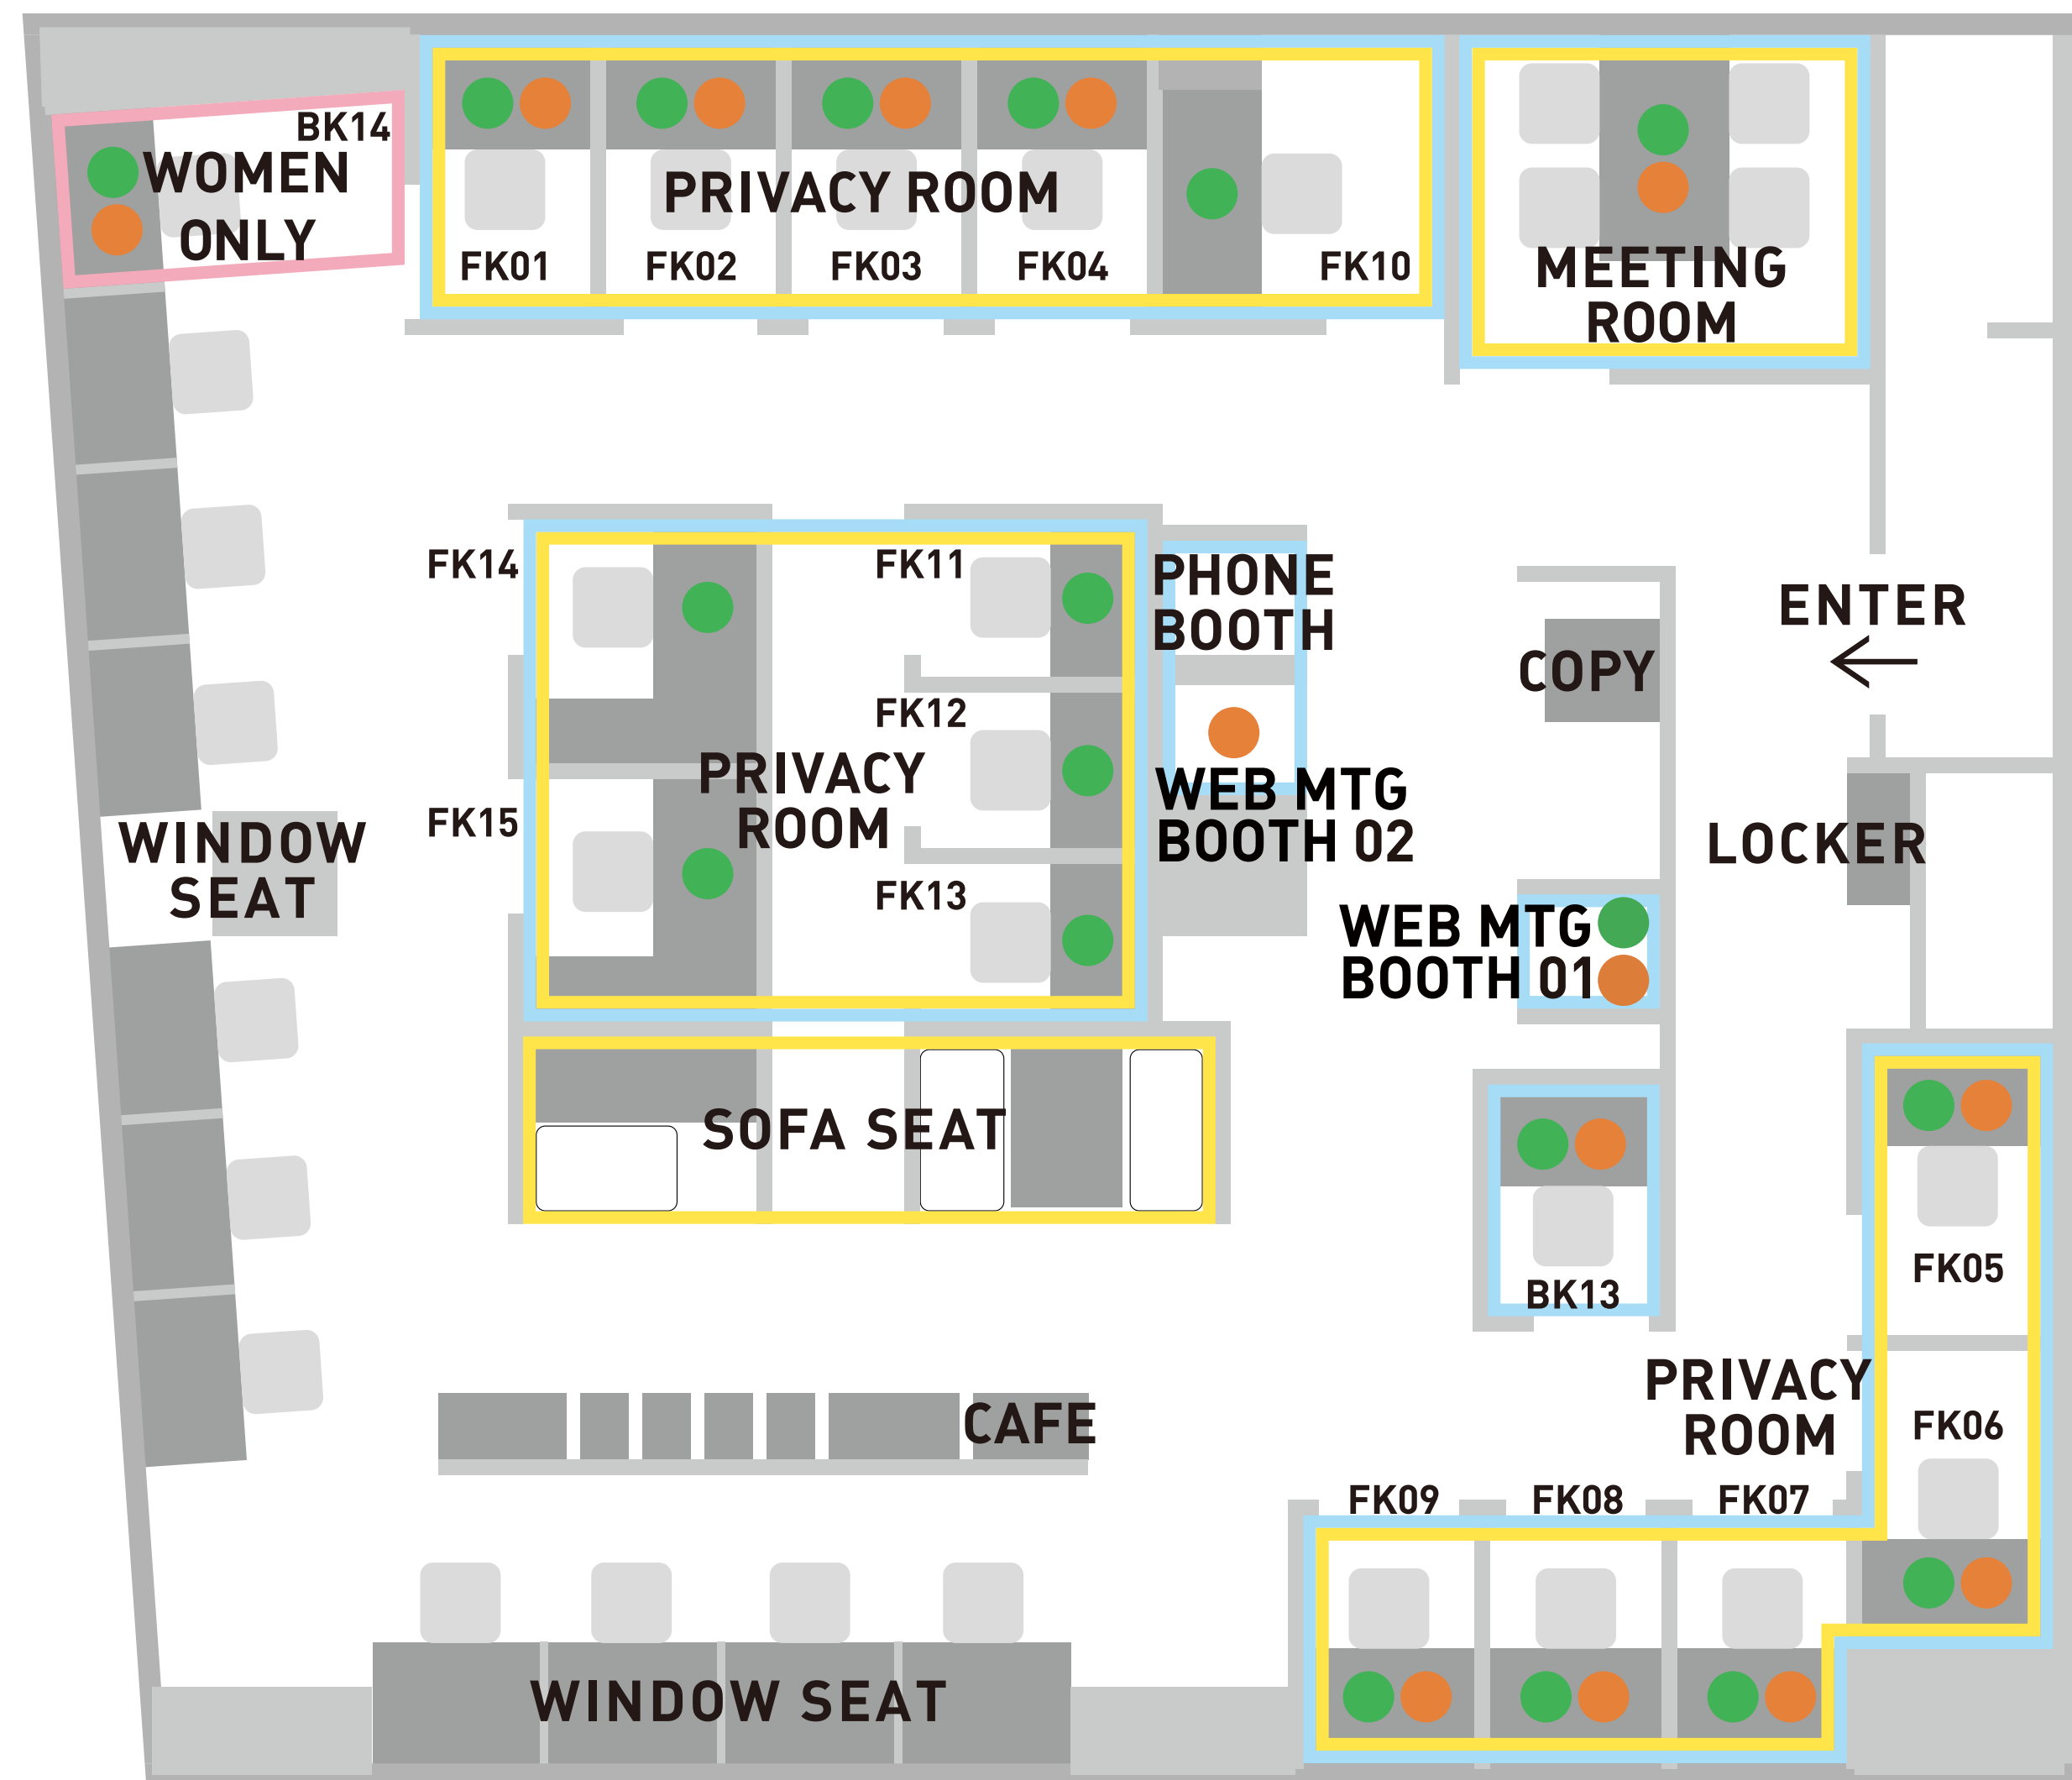 BK14
WOMEN
ONLY
PRIVACY ROOM
FK01
FK02
FK03
FK04
FK10
MEETING
ROOM
FK14
FK11
PHONE
BOOTH
ENTER
COPY
FK12
PRIVACY
ROOM
WEB MTG
BOOTH 02
FK15
WINDOW
SEAT
LOCKER
FK13
WEB MTG
BOOTH 01
SOFA SEAT
BK13
FK05
PRIVACY
ROOM
FK06
CAFE
FK09
FK08
FK07
WINDOW SEAT